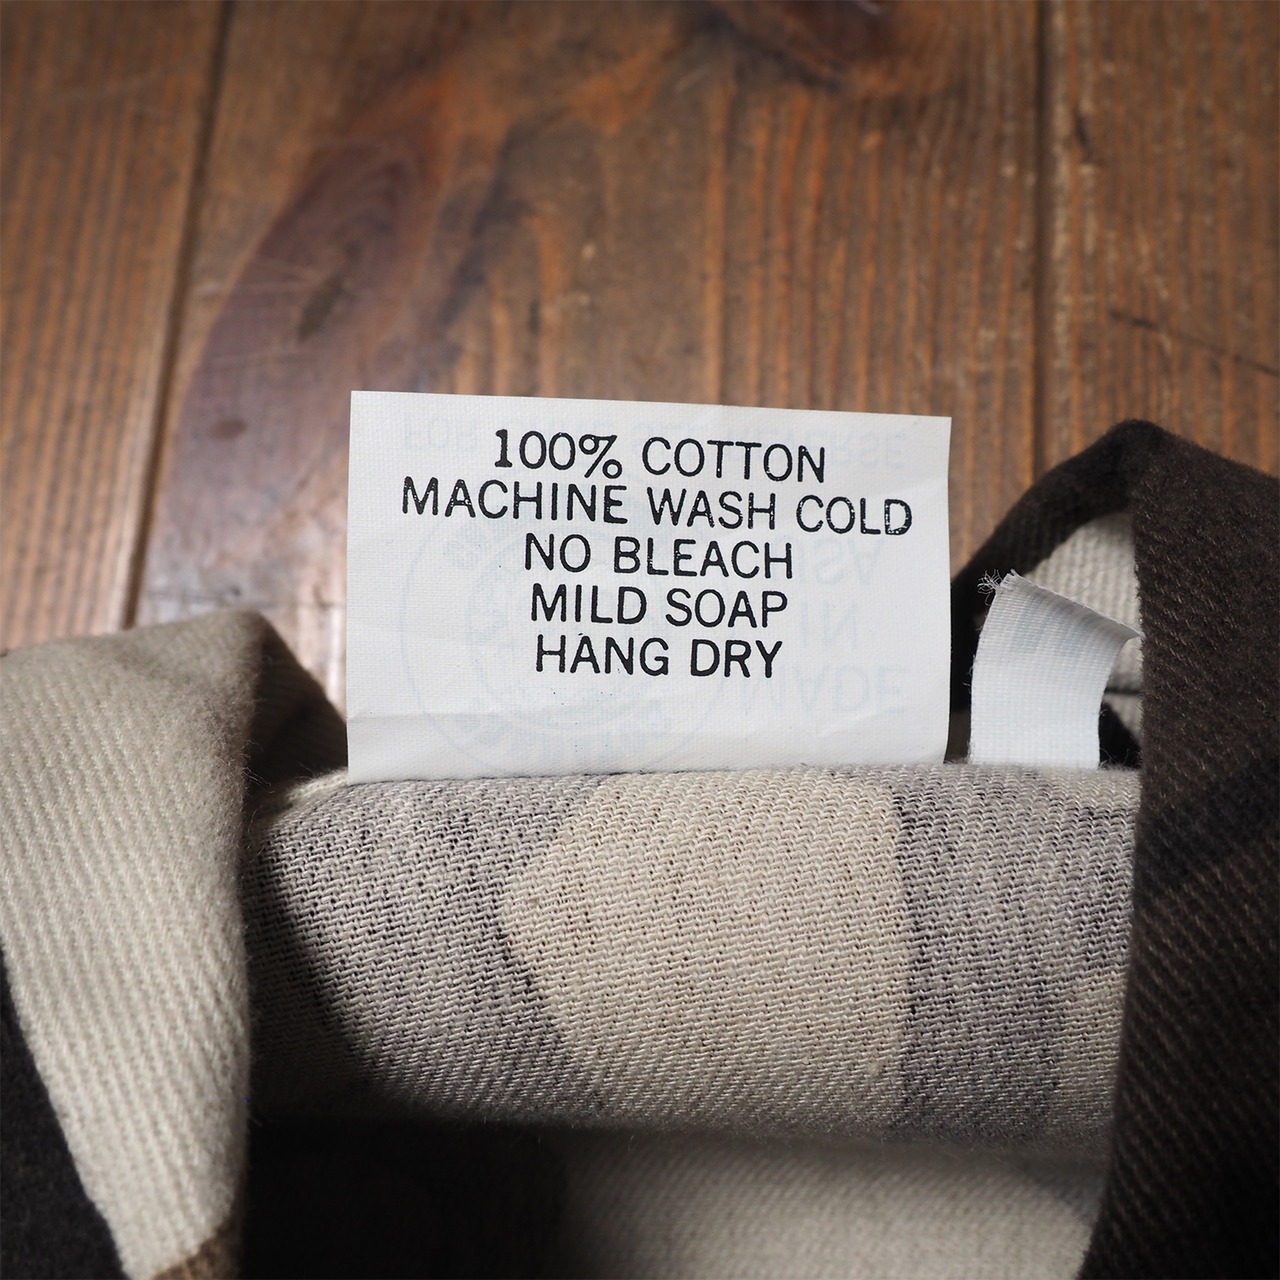 100% COTTON
MACHINE WASH COLD
NO BLEACH
MILD SOAP
HANG DRY